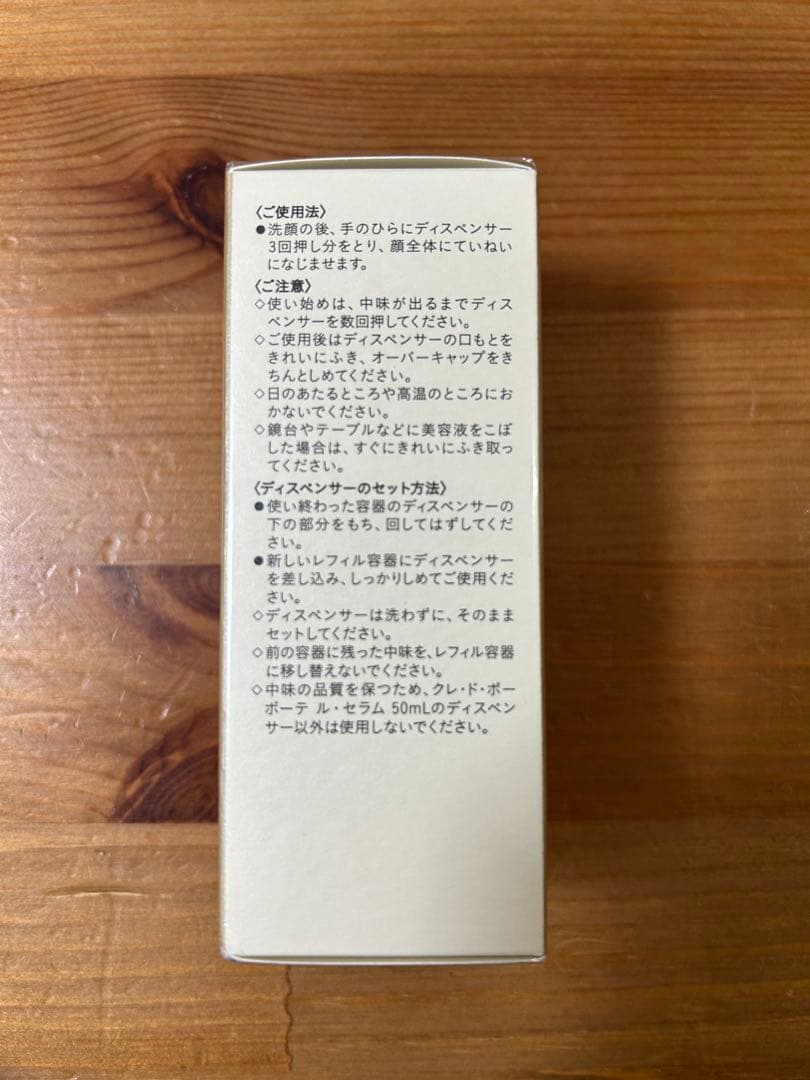 〈ご使用法〉
●洗顔の後、手のひらにディスペンサー
3回押し分をとり、顔全体にていねい
になじませます。
〈ご注意〉
◇使い始めは、中味が出るまでディス
ペンサーを数回押してください。
◇ご使用後はディスペンサーの口もとを
きれいにふき、オーバーキャップをき
ちんとしめてください。
◇日のあたるところや高温のところにお
かないでください。
◇鏡台やテーブルなどに美容液をこぼ
した場合は、すぐにきれいにふき取っ
てください。
〈ディスペンサーのセット方法〉
●使い終わった容器のディスペンサーの
下の部分をもち、回してはずしてくだ
さい。
●新しいレフィル容器にディスペンサー
を差し込み、しっかりしめてご使用くだ
さい。
◇ディスペンサーは洗わずに、そのまま
セットしてください。
◇前の容器に残った中味を、レフィル容器
に移し替えないでください。
◇中味の品質を保つため、クレ・ド・ポー
ボーテ ル・セラム 50mLのディスペン
サー以外は使用しないでください。